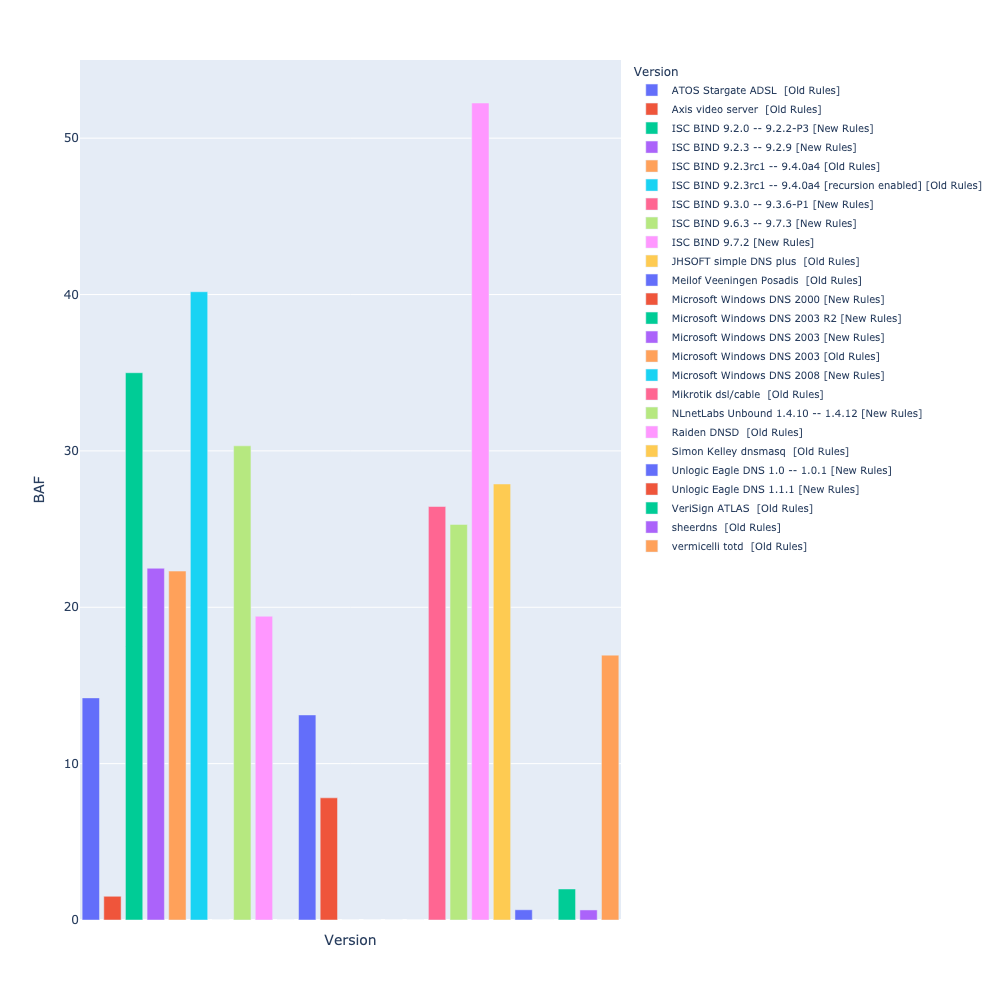 Version
ATOS Stargate ADSL  [Old Rules]
Axis video server  [Old Rules]
ISC BIND 9.2.0 -- 9.2.2-P3 [New Rules]
ISC BIND 9.2.3 -- 9.2.9 [New Rules]
ISC BIND 9.2.3rc1 -- 9.4.0a4 [Old Rules]
ISC BIND 9.2.3rc1 -- 9.4.0a4 [recursion enabled] [Old Rules]
ISC BIND 9.3.0 -- 9.3.6-P1 [New Rules]
ISC BIND 9.6.3 -- 9.7.3 [New Rules]
ISC BIND 9.7.2 [New Rules]
JHSOFT simple DNS plus  [Old Rules]
Meilof Veeningen Posadis  [Old Rules]
Microsoft Windows DNS 2000 [New Rules]
Microsoft Windows DNS 2003 R2 [New Rules]
Microsoft Windows DNS 2003 [New Rules]
Microsoft Windows DNS 2003 [Old Rules]
Microsoft Windows DNS 2008 [New Rules]
Mikrotik dsl/cable  [Old Rules]
NLnetLabs Unbound 1.4.10 -- 1.4.12 [New Rules]
Raiden DNSD  [Old Rules]
Simon Kelley dnsmasq  [Old Rules]
Unlogic Eagle DNS 1.0 -- 1.0.1 [New Rules]
Unlogic Eagle DNS 1.1.1 [New Rules]
VeriSign ATLAS  [Old Rules]
sheerdns  [Old Rules]
vermicelli totd  [Old Rules]
50
40
30
20
10
0
BAF
Version